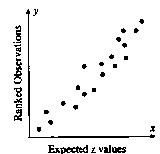 y
Ranked Observations
x
Expected z values